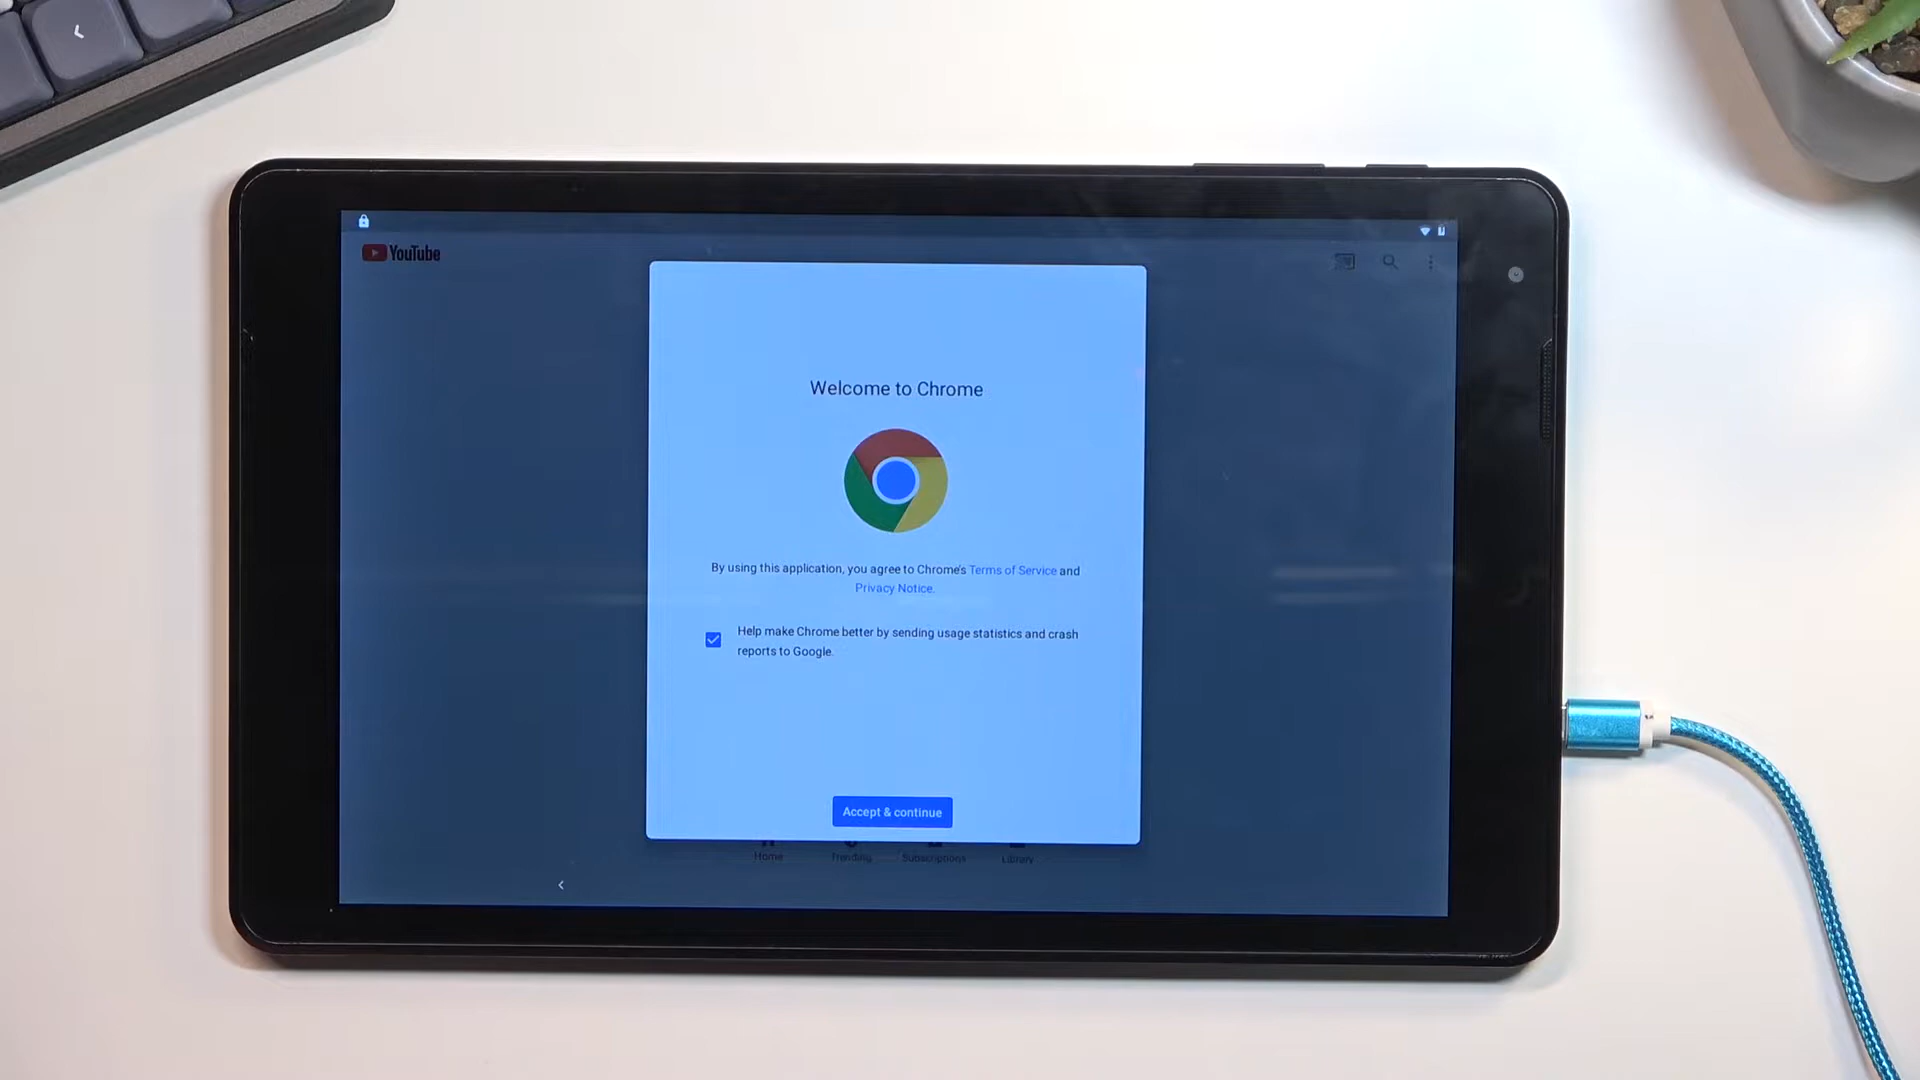 YouTube
Welcome to Chrome
By using this application, you agree to Chrome's Terms of Service and
Privacy Notice.
Help make Chrome better by sending usage statistics and crash
reports to Google.
Accept & continue
Home Trending Subscriptions Library